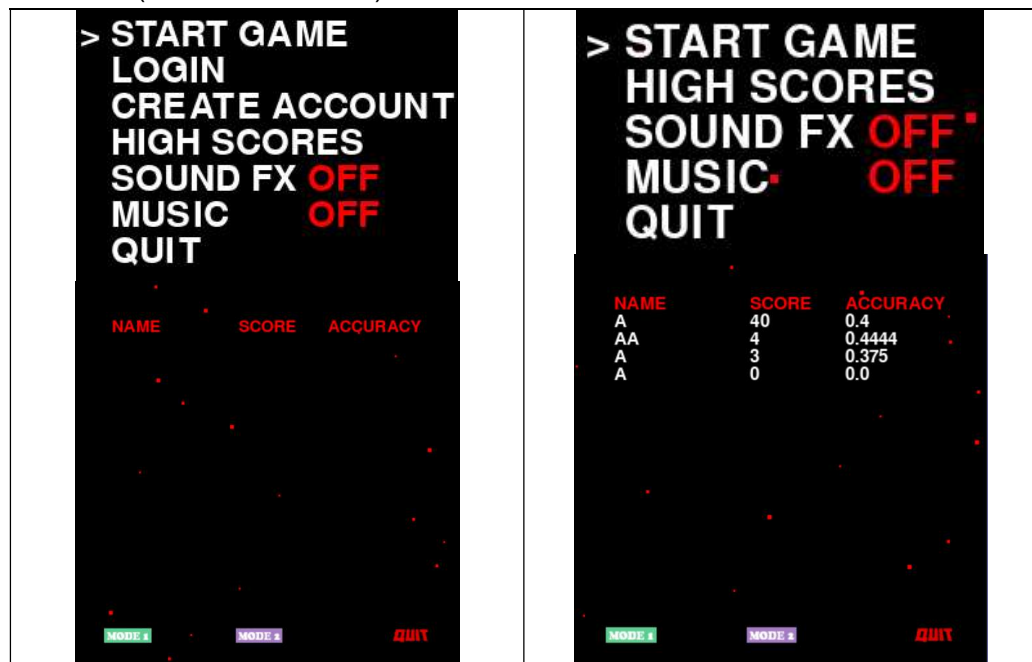 > START GAME
LOGIN
CREATE ACCOUNT
HIGH SCORES
SOUND FX OFF
MUSIC OFF
QUIT
NAME SCORE ACCURACY
MODE 1 MODE 2 QUIT
> START GAME
HIGH SCORES
SOUND FX OFF
MUSIC OFF
QUIT
NAME SCORE ACCURACY
A 40 0.4
AA 4 0.4444
A 3 0.375
A 0 0.0
MODE 1 MODE 2 QUIT